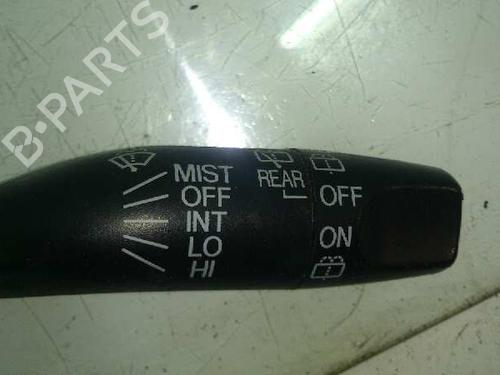 B-PARTS
MIST
OFF
INT
LO
HI
REAR
OFF
ON